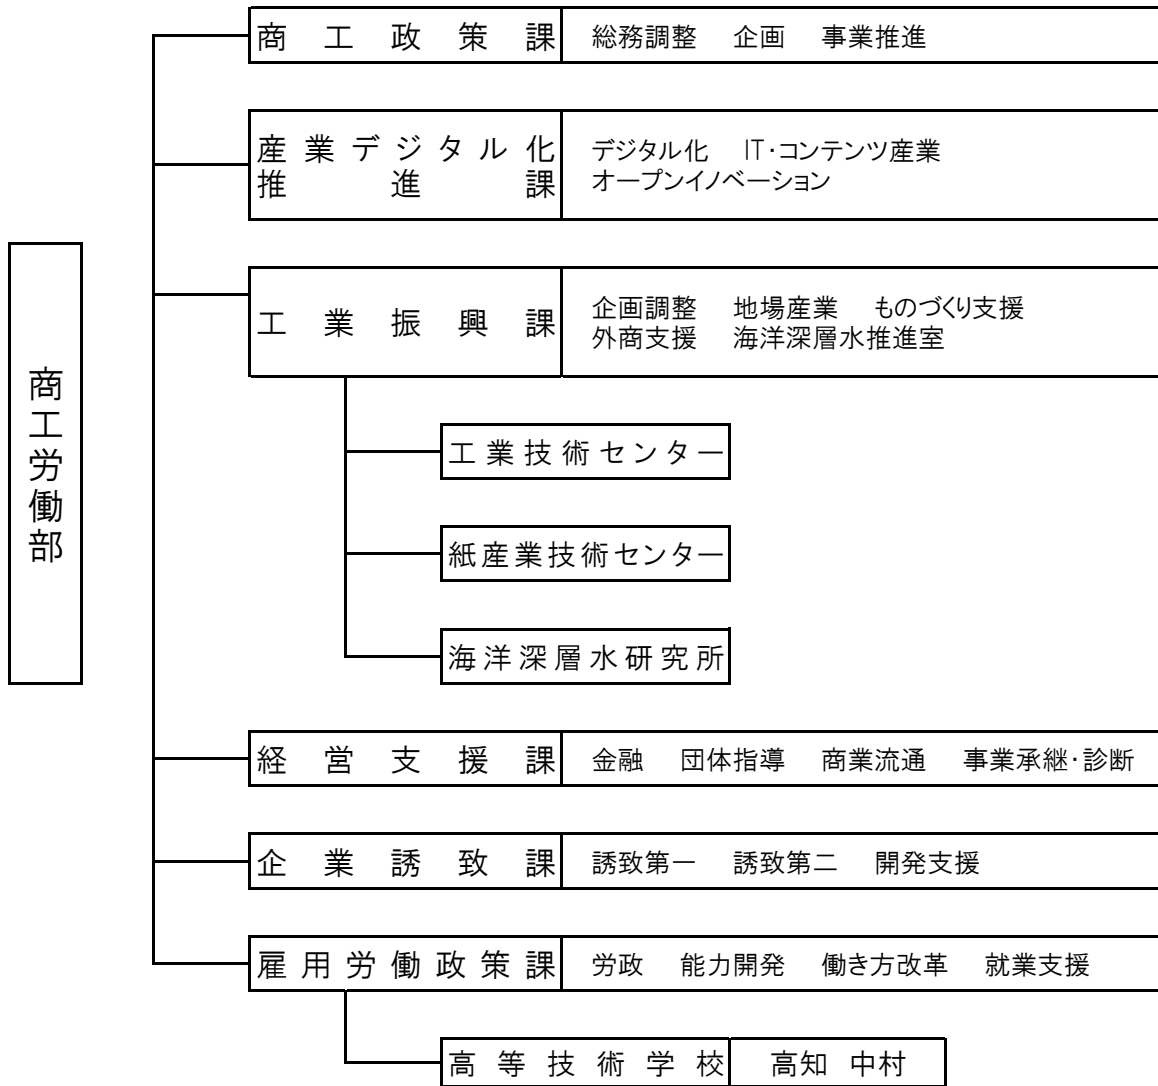 商工労働部
商工政策課 総務調整 企画 事業推進
産業デジタル化
推進課
デジタル化 IT・コンテンツ産業
オープンイノベーション
工業振興課
企画調整 地場産業 ものづくり支援
外商支援 海洋深層水推進室
工業技術センター
紙産業技術センター
海洋深層水研究所
経営支援課 金融 団体指導 商業流通 事業承継・診断
企業誘致課 誘致第一 誘致第二 開発支援
雇用労働政策課 労政 能力開発 働き方改革 就業支援
高等技術学校 高知 中村